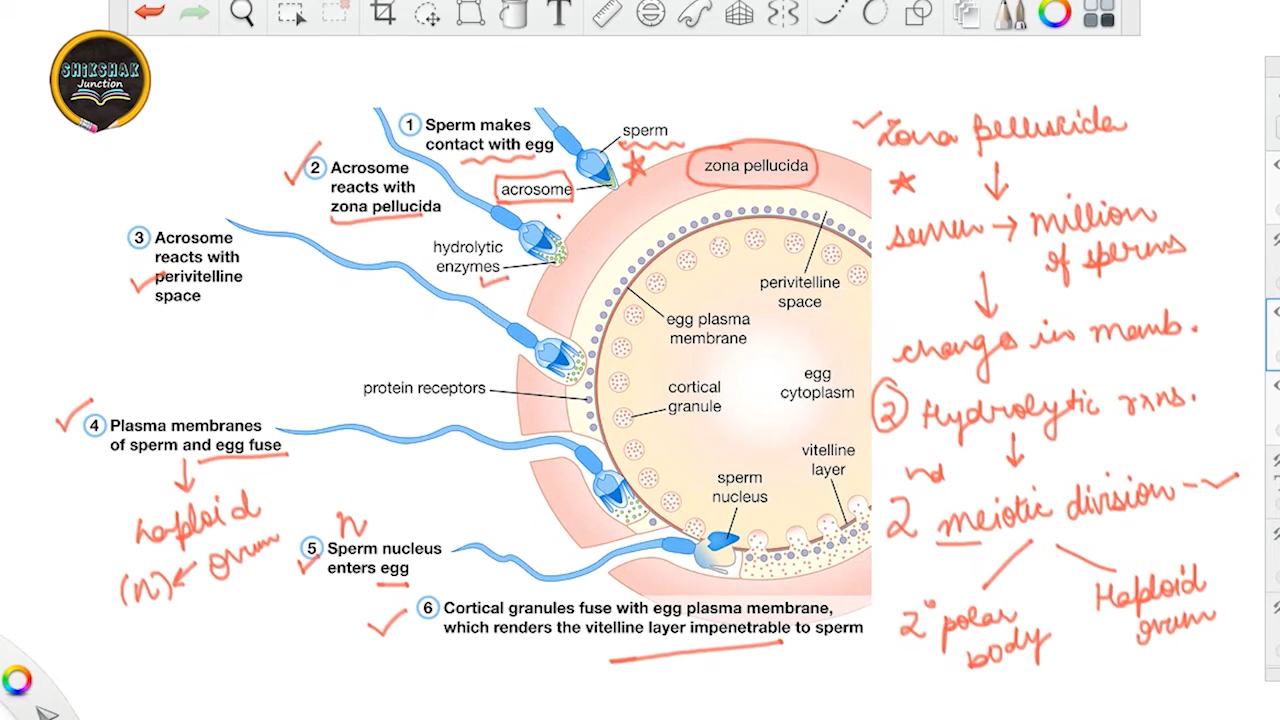 SHIKSHAK
Junction
1 Sperm makes
contact with egg
sperm
2 Acrosome
reacts with
zona pellucida
acrosome
zona pellucida
3 Acrosome
reacts with
perivitelline
space
hydrolytic
enzymes
perivitelline
space
egg plasma
membrane
protein receptors
cortical
granule
egg
cytoplasm
4 Plasma membranes
of sperm and egg fuse
vitelline
layer
sperm
nucleus
haploid
(n) ← ovum
n
5 Sperm nucleus
enters egg
6 Cortical granules fuse with egg plasma membrane,
which renders the vitelline layer impenetrable to sperm
Zona pellucida
semen → million
of sperms
changes in memb.
2 Hydrolytic rxns.
2nd meiotic division
2° polar
body
Haploid
ovum